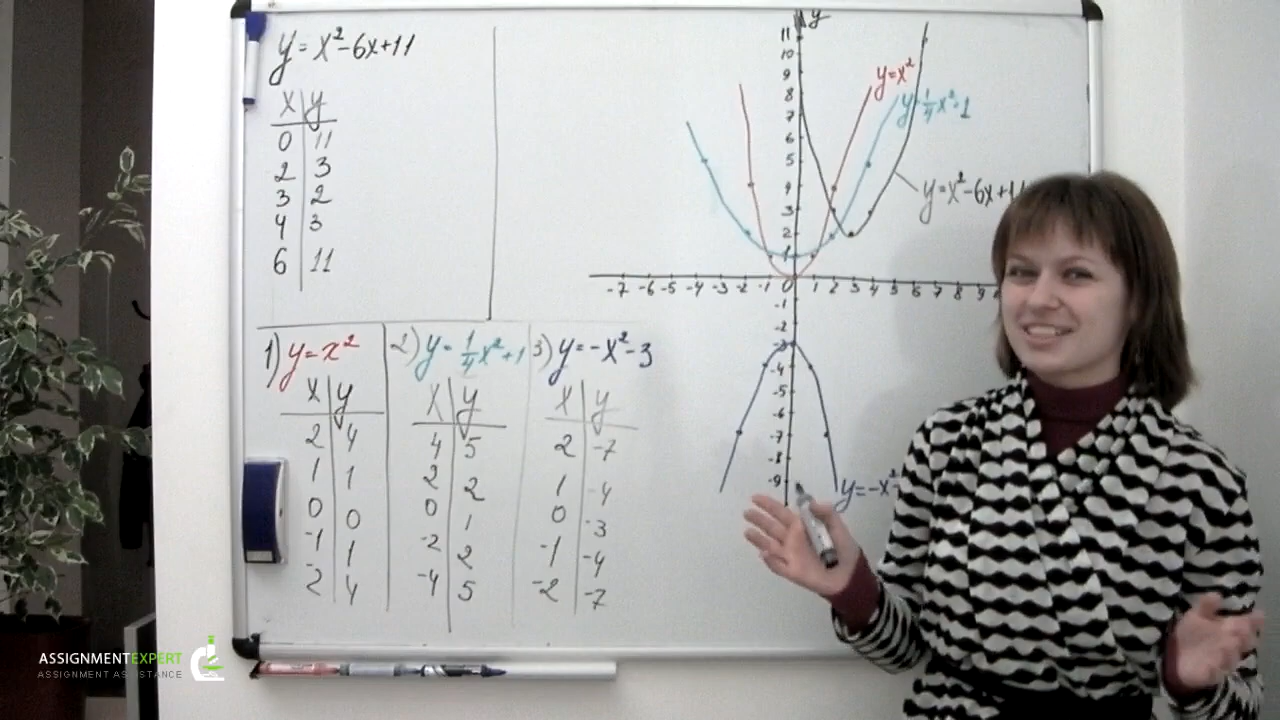 y=x²-6x+11
x y
0 11
2 3
3 2
4 3
6 11
1) y=x²
x y
2 4
1 1
0 0
-1 1
-2 4
2) y=1/4x²+1
x y
4 5
2 2
0 1
-2 2
-4 5
3) y=-x²-3
x y
2 -7
1 -4
0 -3
-1 -4
-2 -7
y
11
10
9
8
7
6
5
4
3
2
1
-7 -6 -5 -4 -3 -2 -1 0 1 2 3 4 5 6 7 8 9
-1
-2
-3
-4
-5
-6
-7
-8
-9
y=x²
y=1/4x²+1
y=x²-6x+11
y=-x²
ASSIGNMENTEXPERT
ASSIGNMENT ASSISTANCE